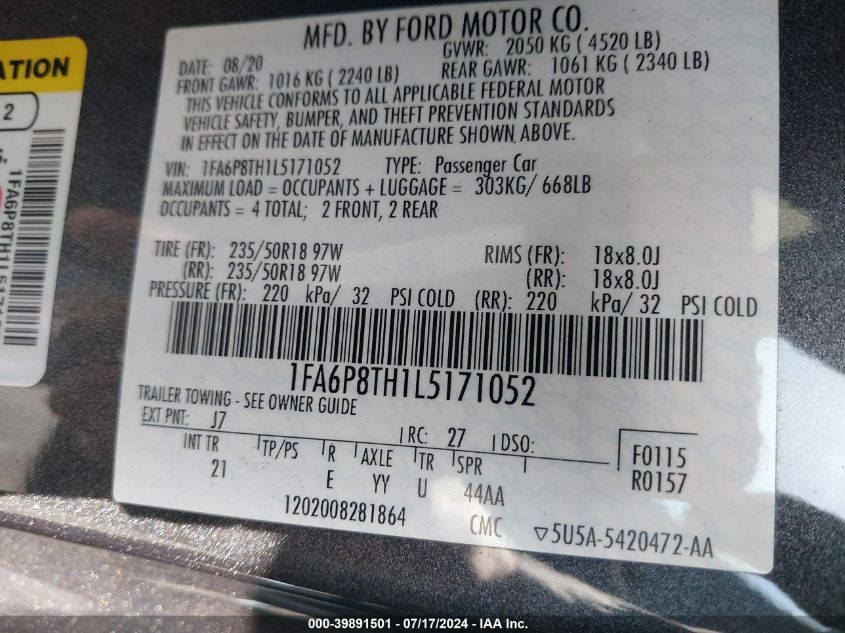 ATION
2
1FA6P8TH1L5171
MFD. BY FORD MOTOR CO.
DATE: 08/20 GVWR: 2050 KG ( 4520 LB)
FRONT GAWR: 1016 KG ( 2240 LB) REAR GAWR: 1061 KG ( 2340 LB)
THIS VEHICLE CONFORMS TO ALL APPLICABLE FEDERAL MOTOR
VEHICLE SAFETY, BUMPER, AND THEFT PREVENTION STANDARDS
IN EFFECT ON THE DATE OF MANUFACTURE SHOWN ABOVE.
VIN: 1FA6P8TH1L5171052 TYPE: Passenger Car
MAXIMUM LOAD = OCCUPANTS + LUGGAGE = 303KG/ 668LB
OCCUPANTS = 4 TOTAL; 2 FRONT, 2 REAR
TIRE (FR): 235/50R18 97W RIMS (FR): 18x8.0J
(RR): 235/50R18 97W (RR): 18x8.0J
PRESSURE (FR): 220 kPa/ 32 PSI COLD (RR): 220 kPa/ 32 PSI COLD
1FA6P8TH1L5171052
TRAILER TOWING - SEE OWNER GUIDE
EXT PNT: J7 RC: 27 DSO:
INT TR TP/PS R AXLE TR SPR F0115
21 E YY U 44AA R0157
1202008281864 CMC ▽5U5A-5420472-AA
000-39891501 - 07/17/2024 - IAA Inc.